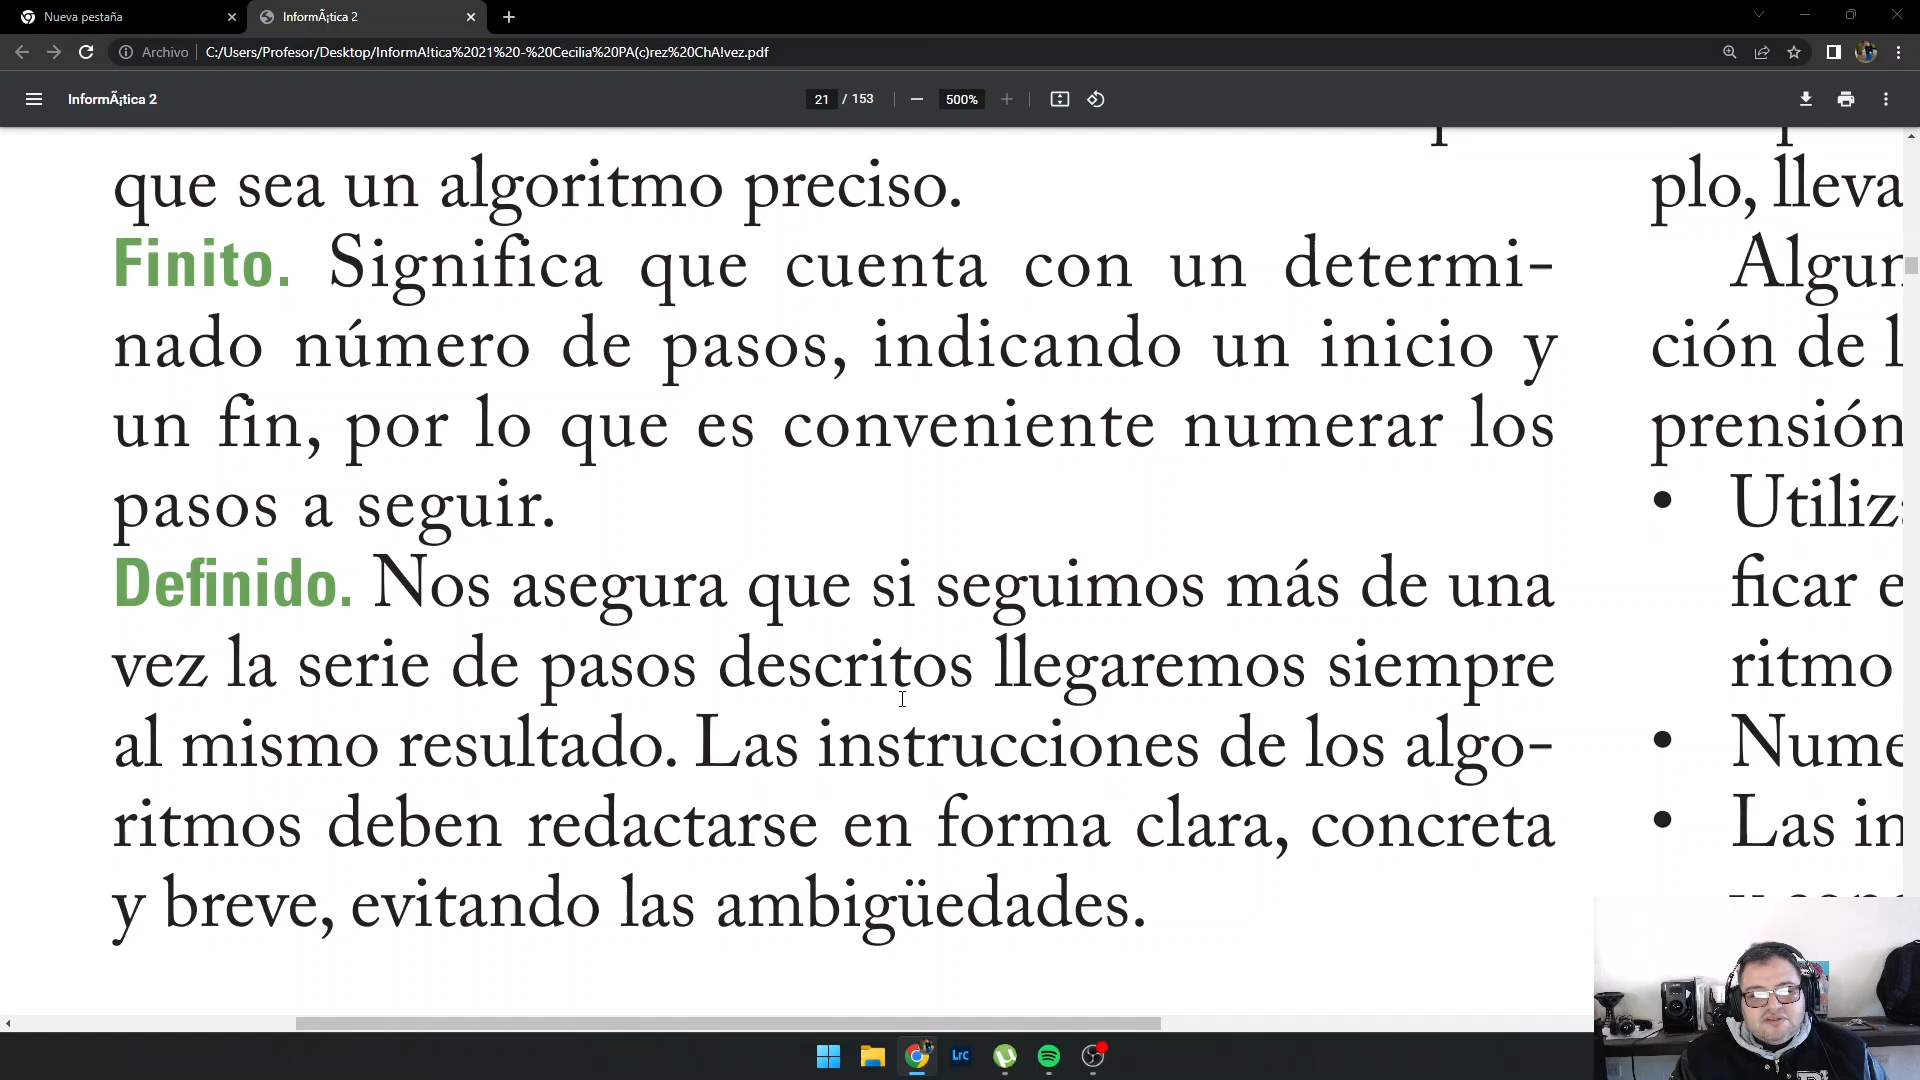 Nueva pestaña
InformÃ¡tica 2
Archivo
C:/Users/Profesor/Desktop/InformA!tica%2021%20-%20Cecilia%20PA(c)rez%20ChA!vez.pdf
InformÃ¡tica 2
21 / 153
500%
que sea un algoritmo preciso.
Finito. Significa que cuenta con un determi-
nado número de pasos, indicando un inicio y
un fin, por lo que es conveniente numerar los
pasos a seguir.
Definido. Nos asegura que si seguimos más de una
vez la serie de pasos descritos llegaremos siempre
al mismo resultado. Las instrucciones de los algo-
ritmos deben redactarse en forma clara, concreta
y breve, evitando las ambigüedades.
plo, lleva
Algun
ción de l
prensión
• Utiliz
ficar e
ritmo
• Nume
• Las in
Lrc